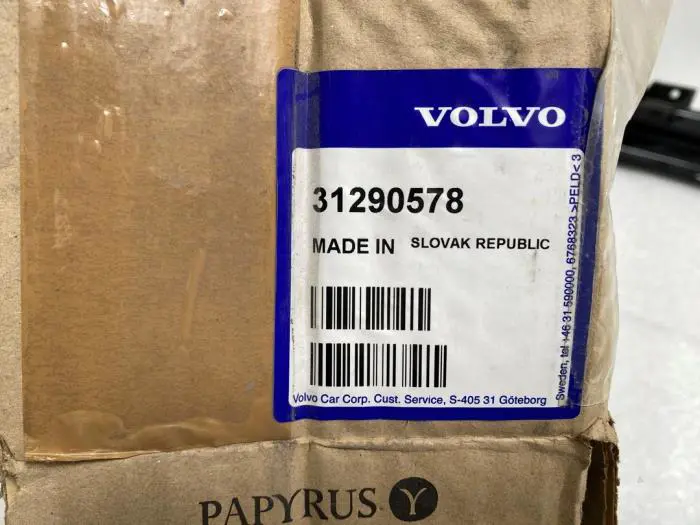 VOLVO
31290578
MADE IN SLOVAK REPUBLIC
Volvo Car Corp. Cust. Service, S-405 31 Göteborg
Sweden, tel +46 31 590000, 6768323 >PELD< 3
PAPYRUS